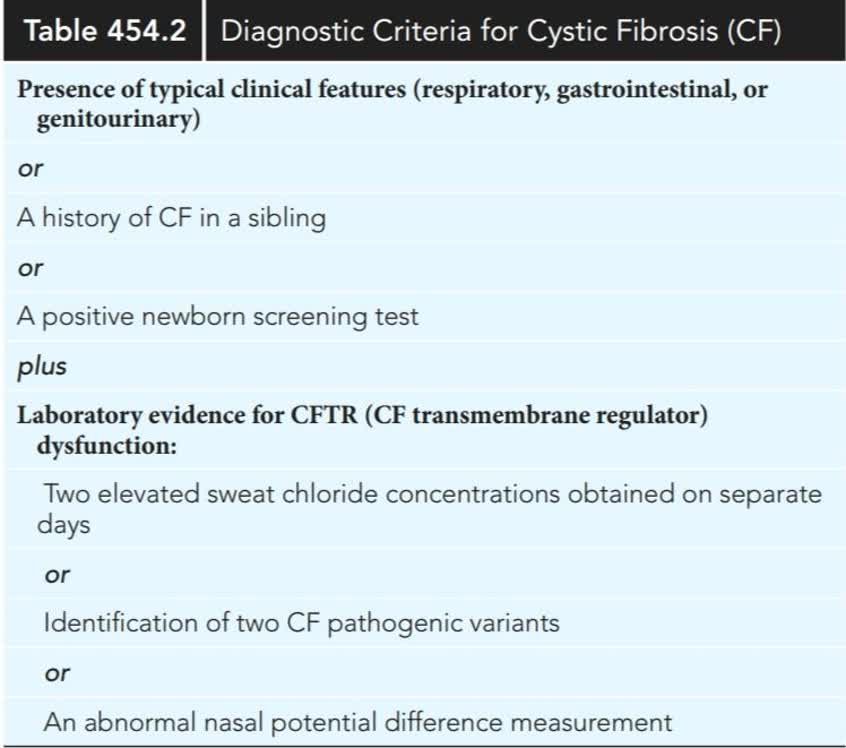 Table 454.2 Diagnostic Criteria for Cystic Fibrosis (CF)
Presence of typical clinical features (respiratory, gastrointestinal, or
genitourinary)
or
A history of CF in a sibling
or
A positive newborn screening test
plus
Laboratory evidence for CFTR (CF transmembrane regulator)
dysfunction:
Two elevated sweat chloride concentrations obtained on separate
days
or
Identification of two CF pathogenic variants
or
An abnormal nasal potential difference measurement